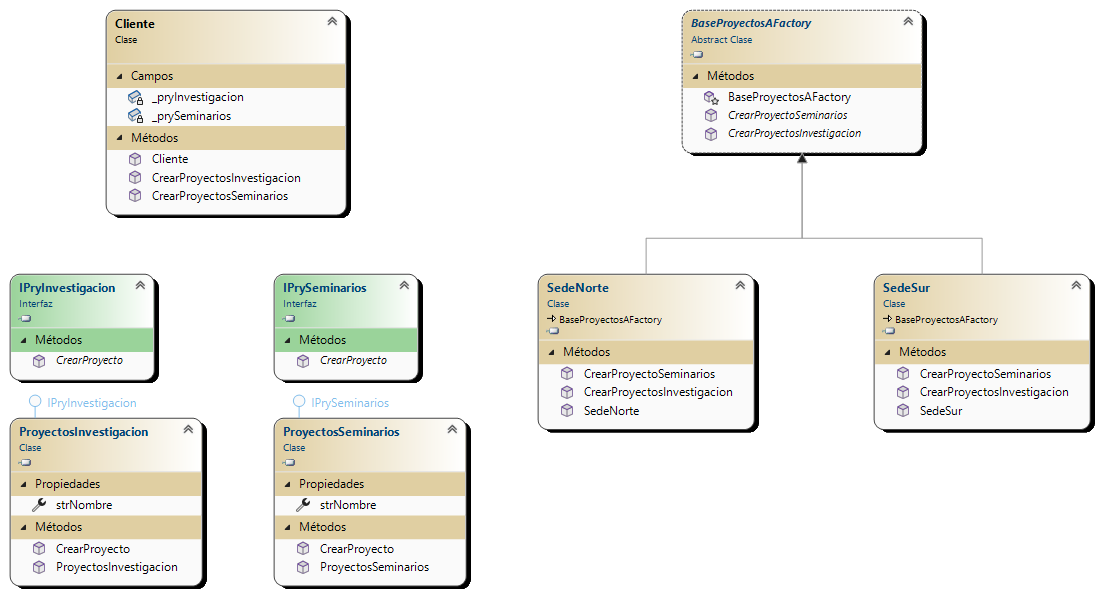 Cliente
Clase
Campos
_pryInvestigacion
_prySeminarios
Métodos
Cliente
CrearProyectosInvestigacion
CrearProyectosSeminarios
BaseProyectosAFactory
Abstract Clase
Métodos
BaseProyectosAFactory
CrearProyectoSeminarios
CrearProyectosInvestigacion
IPryInvestigacion
Interfaz
Métodos
CrearProyecto
IPrySeminarios
Interfaz
Métodos
CrearProyecto
SedeNorte
Clase
BaseProyectosAFactory
Métodos
CrearProyectoSeminarios
CrearProyectosInvestigacion
SedeNorte
SedeSur
Clase
BaseProyectosAFactory
Métodos
CrearProyectoSeminarios
CrearProyectosInvestigacion
SedeSur
IPryInvestigacion
ProyectosInvestigacion
Clase
Propiedades
strNombre
Métodos
CrearProyecto
ProyectosInvestigacion
IPrySeminarios
ProyectosSeminarios
Clase
Propiedades
strNombre
Métodos
CrearProyecto
ProyectosSeminarios